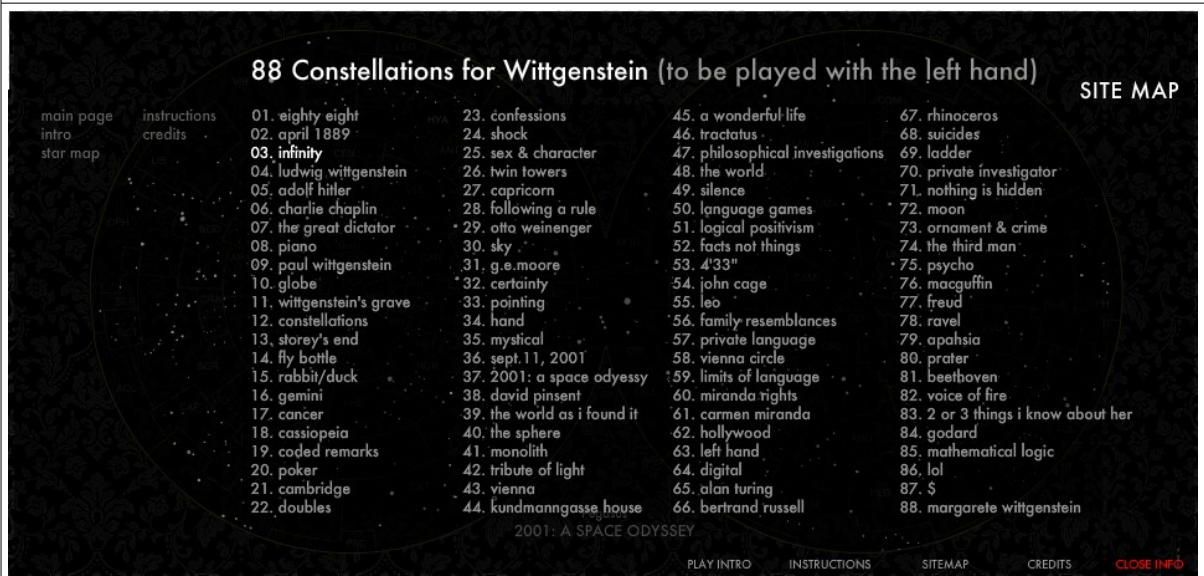 88 Constellations for Wittgenstein (to be played with the left hand)
SITE MAP
main page
intro
star map
instructions
credits
01. eighty eight
02. april 1889
03. infinity
04. ludwig wittgenstein
05. adolf hitler
06. charlie chaplin
07. the great dictator
08. piano
09. paul wittgenstein
10. globe
11. wittgenstein's grave
12. constellations
13. storey's end
14. fly bottle
15. rabbit/duck
16. gemini
17. cancer
18. cassiopeia
19. coded remarks
20. poker
21. cambridge
22. doubles
23. confessions
24. shock
25. sex & character
26. twin towers
27. capricorn
28. following a rule
29. otto weinenger
30. sky
31. g.e.moore
32. certainty
33. pointing
34. hand
35. mystical
36. sept.11, 2001
37. 2001: a space odyessy
38. david pinsent
39. the world as i found it
40. the sphere
41. monolith
42. tribute of light
43. vienna
44. kundmanngasse house
45. a wonderful life
46. tractatus
47. philosophical investigations
48. the world
49. silence
50. language games
51. logical positivism
52. facts not things
53. 4'33"
54. john cage
55. leo
56. family resemblances
57. private language
58. vienna circle
59. limits of language
60. miranda rights
61. carmen miranda
62. hollywood
63. left hand
64. digital
65. alan turing
66. bertrand russell
67. rhinoceros
68. suicides
69. ladder
70. private investigator
71. nothing is hidden
72. moon
73. ornament & crime
74. the third man
75. psycho
76. macguffin
77. freud
78. ravel
79. apahsia
80. prater
81. beethoven
82. voice of fire
83. 2 or 3 things i know about her
84. godard
85. mathematical logic
86. lol
87. $
88. margarete wittgenstein
Pegasus
2001: A SPACE ODYSSEY
PLAY INTRO INSTRUCTIONS SITEMAP CREDITS CLOSE INFO